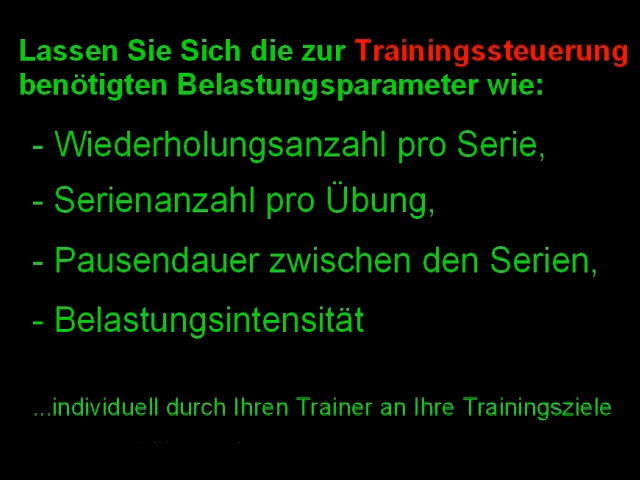 Lassen Sie Sich die zur Trainingssteuerung
benötigten Belastungsparameter wie:
- Wiederholungsanzahl pro Serie,
- Serienanzahl pro Übung,
- Pausendauer zwischen den Serien,
- Belastungsintensität
...individuell durch Ihren Trainer an Ihre Trainingsziele